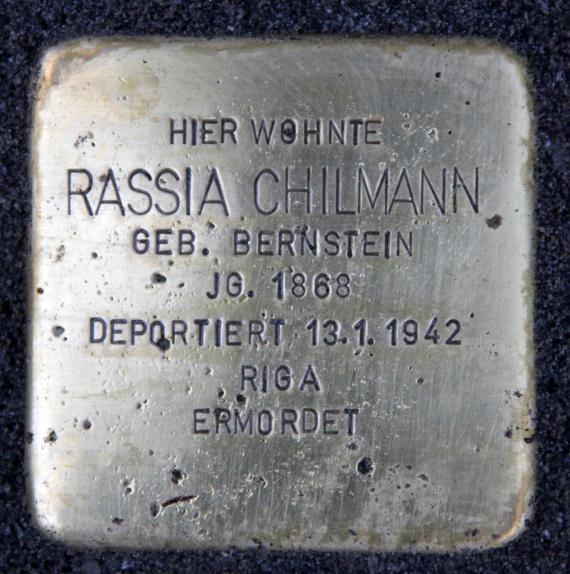 HIER WOHNTE
RASSIA CHILMANN
GEB. BERNSTEIN
JG. 1868
DEPORTIERT 13.1.1942
RIGA
ERMORDET